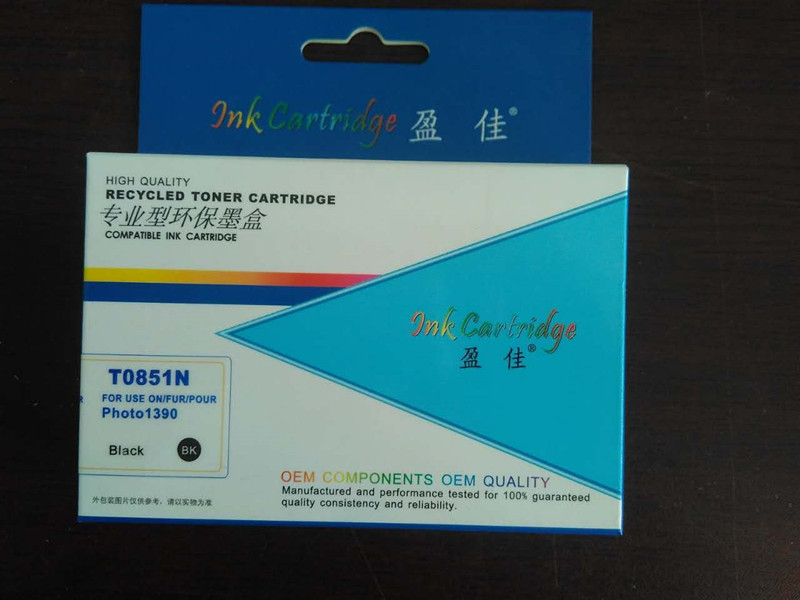 Ink Cartridge 盈 佳®
HIGH QUALITY
RECYCLED TONER CARTRIDGE
专业型环保墨盒
COMPATIBLE INK CARTRIDGE
Ink Cartridge
盈 佳®
T0851N
FOR USE ON/FUR/POUR
Photo1390
Black BK
OEM COMPONENTS OEM QUALITY
Manufactured and performance tested for 100% guaranteed
quality consistency and reliability.
外包装图片仅供参考，请以实物为准